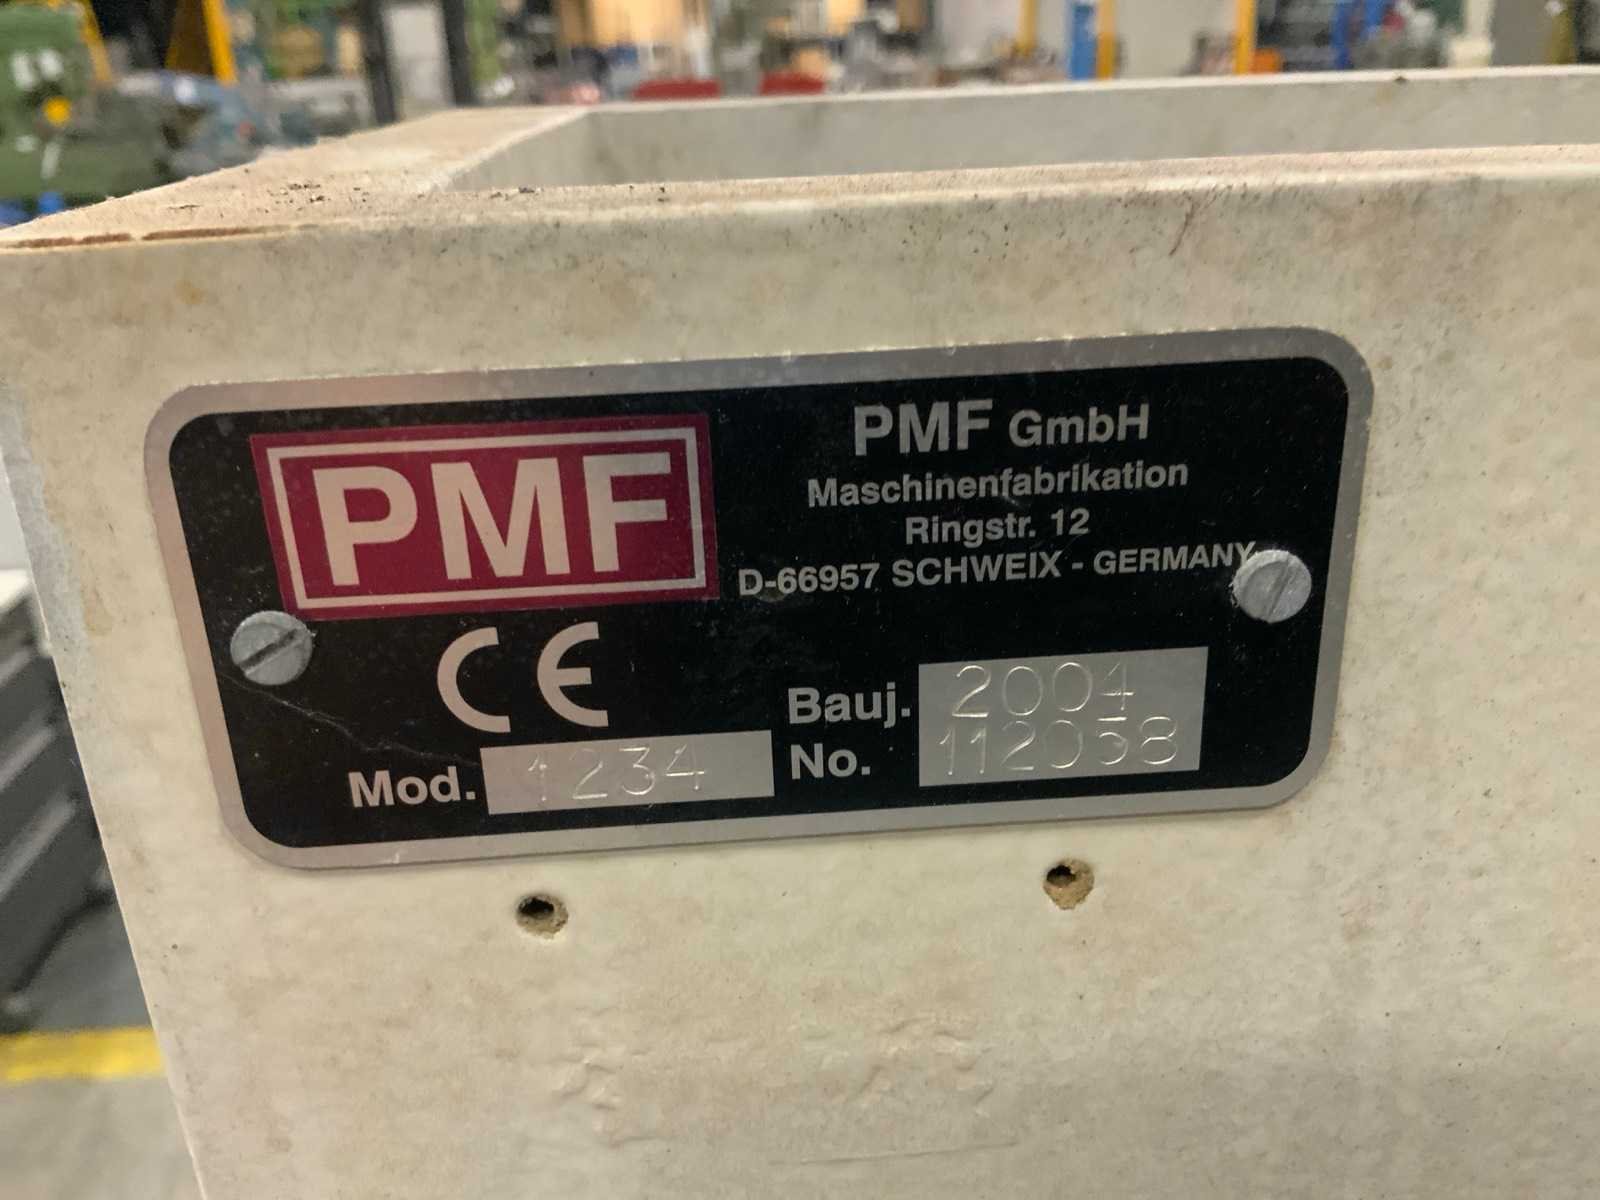 PMF
PMF GmbH
Maschinenfabrikation
Ringstr. 12
D-66957 SCHWEIX - GERMANY
CE
Bauj. 2004
Mod. 1234
No. 112058